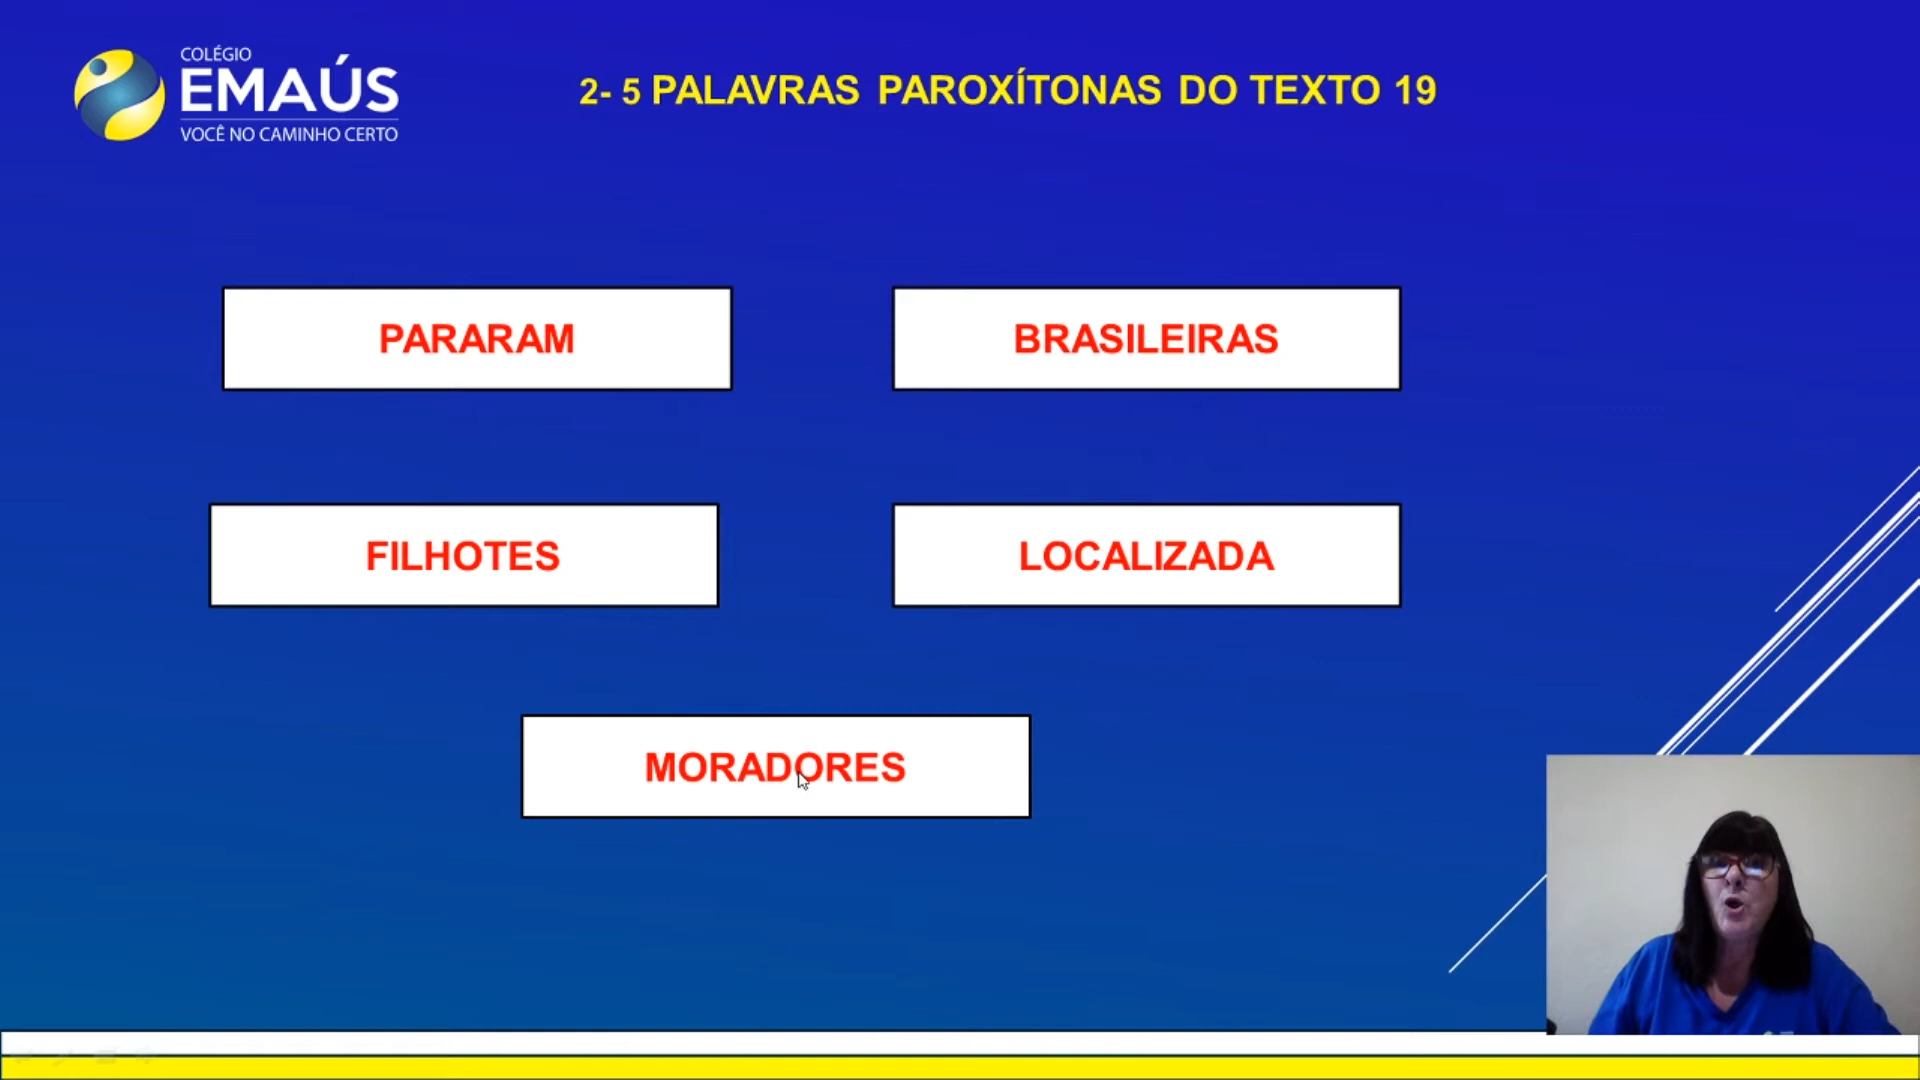 COLÉGIO
EMAÚS
VOCÊ NO CAMINHO CERTO
2- 5 PALAVRAS PAROXÍTONAS DO TEXTO 19
PARARAM
BRASILEIRAS
FILHOTES
LOCALIZADA
MORADORES